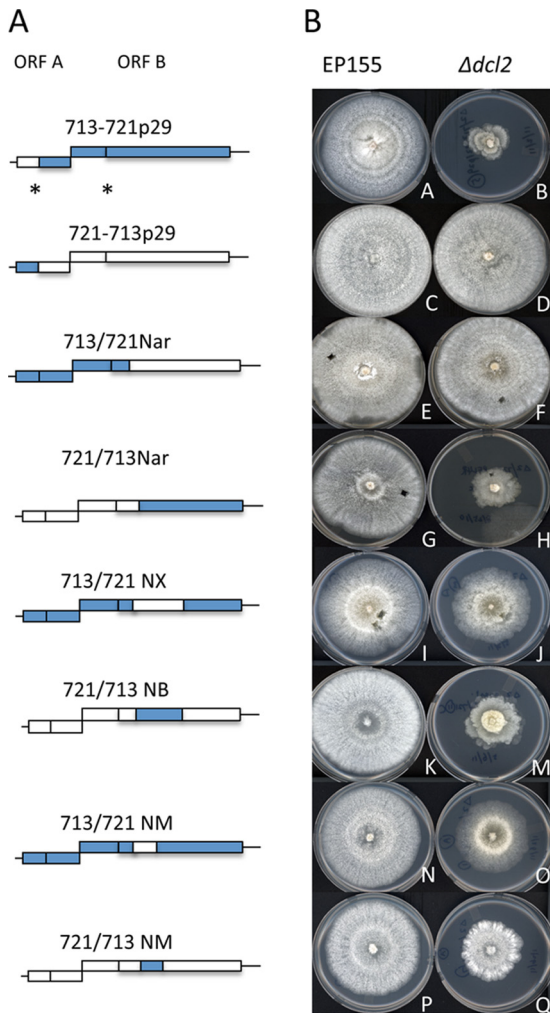 A
B
ORF A ORF B
EP155 Δdcl2
713-721p29
* *
A B
721-713p29
C D
713/721Nar
E F
721/713Nar
G H
713/721 NX
I J
721/713 NB
K M
713/721 NM
N O
721/713 NM
P Q